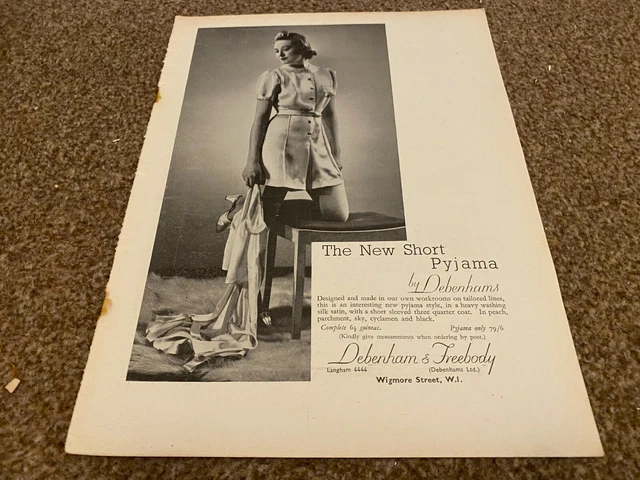 The New Short
Pyjama
by Debenhams
Designed and made in our own workrooms on tailored lines,
this is an interesting new pyjama style, in a heavy washing
silk satin, with a short sleeved three quarter coat. In peach,
parchment, sky, cyclamen and black.
Complete 6½ guineas. Pyjama only 79/6
(Kindly give measurements when ordering by post.)
Debenham & Freebody
Langham 4444 (Debenhams Ltd.)
Wigmore Street, W.1.